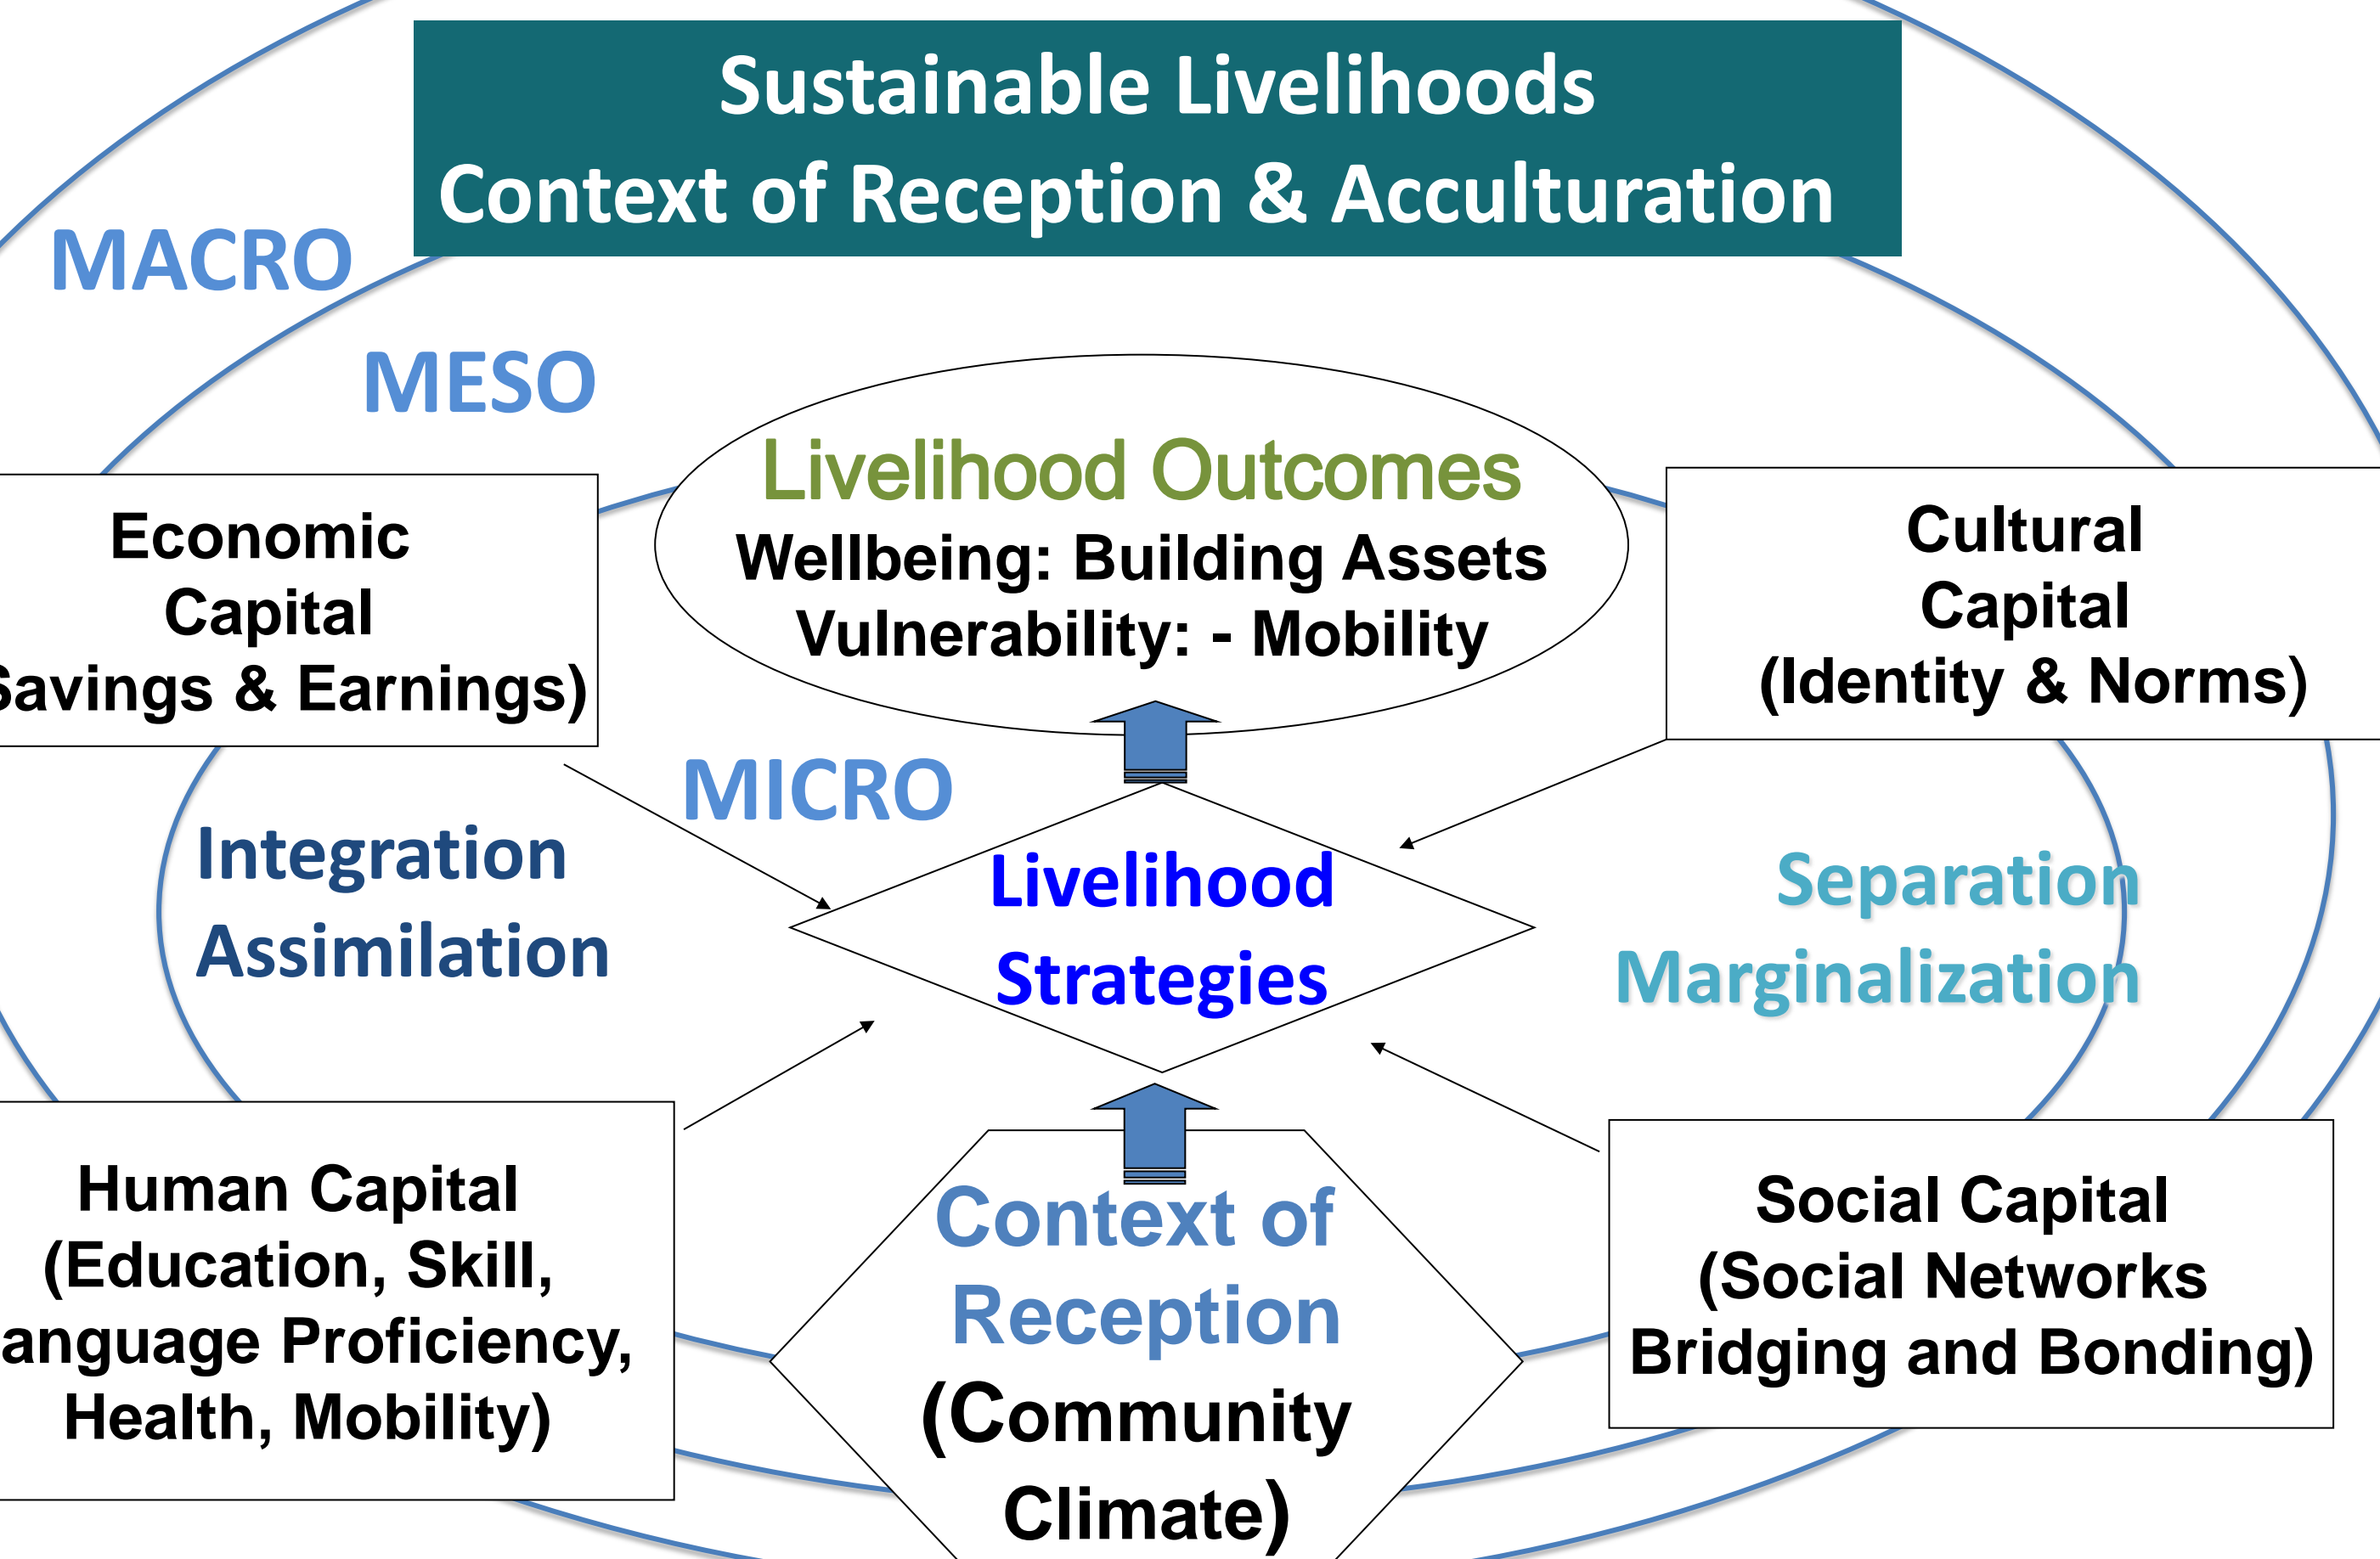 Sustainable Livelihoods
Context of Reception & Acculturation
MACRO
MESO
Livelihood Outcomes
Wellbeing: Building Assets
Vulnerability: - Mobility
Economic
Capital
Savings & Earnings)
Cultural
Capital
(Identity & Norms)
MICRO
Integration
Assimilation
Livelihood
Strategies
Separation
Marginalization
Human Capital
(Education, Skill,
anguage Proficiency,
Health, Mobility)
Context of
Reception
(Community
Climate)
Social Capital
(Social Networks
Bridging and Bonding)